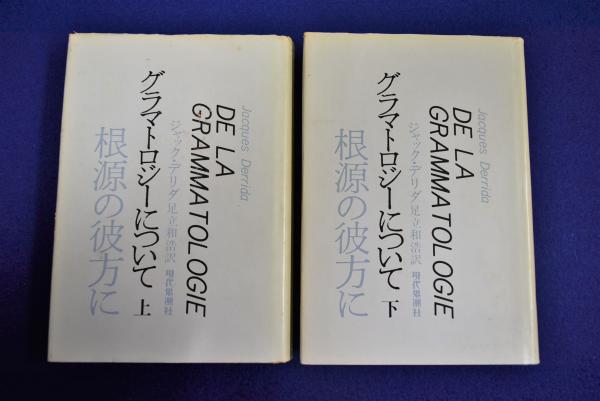 Jacques Derrida
DE LA
GRAMMATOLOGIE
ジャック・デリダ 足立和浩訳 現代思潮社
グラマトロジーについて 上
根源の彼方に
Jacques Derrida
DE LA
GRAMMATOLOGIE
ジャック・デリダ 足立和浩訳 現代思潮社
グラマトロジーについて 下
根源の彼方に